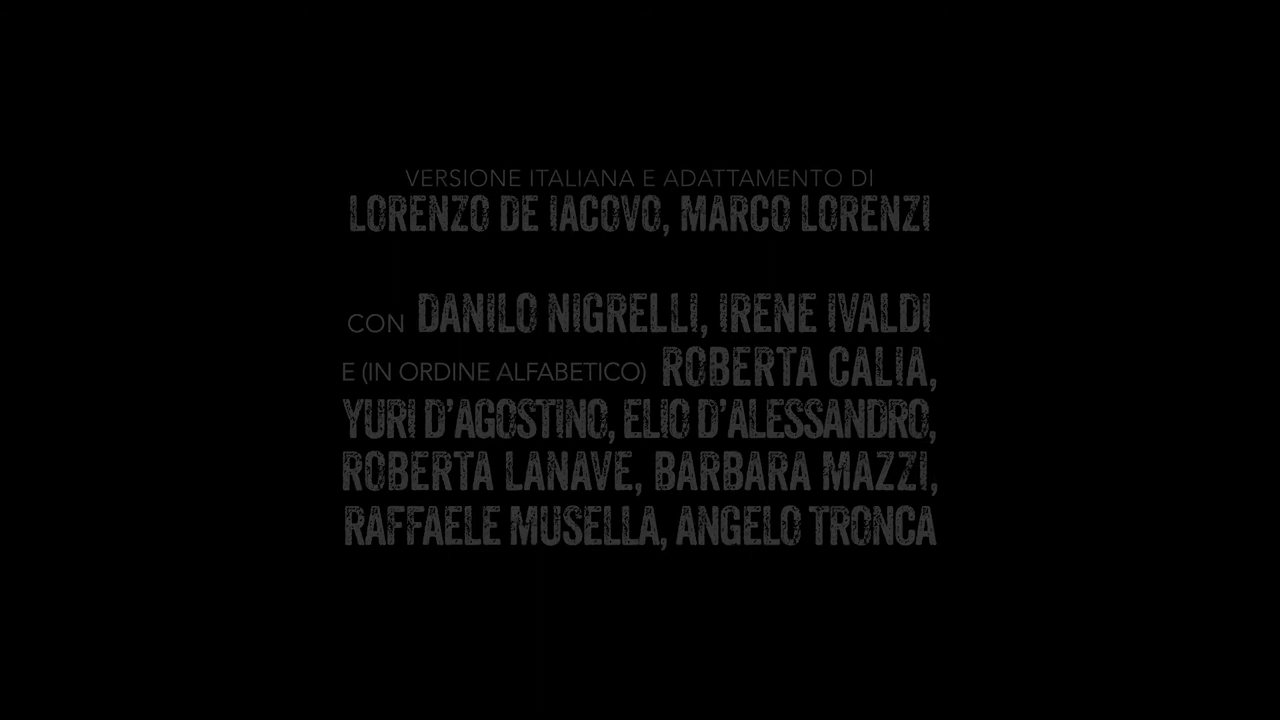 VERSIONE ITALIANA E ADATTAMENTO DI
LORENZO DE IACOVO, MARCO LORENZI
CON DANILO NIGRELLI, IRENE IVALDI
E (IN ORDINE ALFABETICO) ROBERTA CALIA,
YURI D'AGOSTINO, ELIO D'ALESSANDRO,
ROBERTA LANAVE, BARBARA MAZZI,
RAFFAELE MUSELLA, ANGELO TRONCA